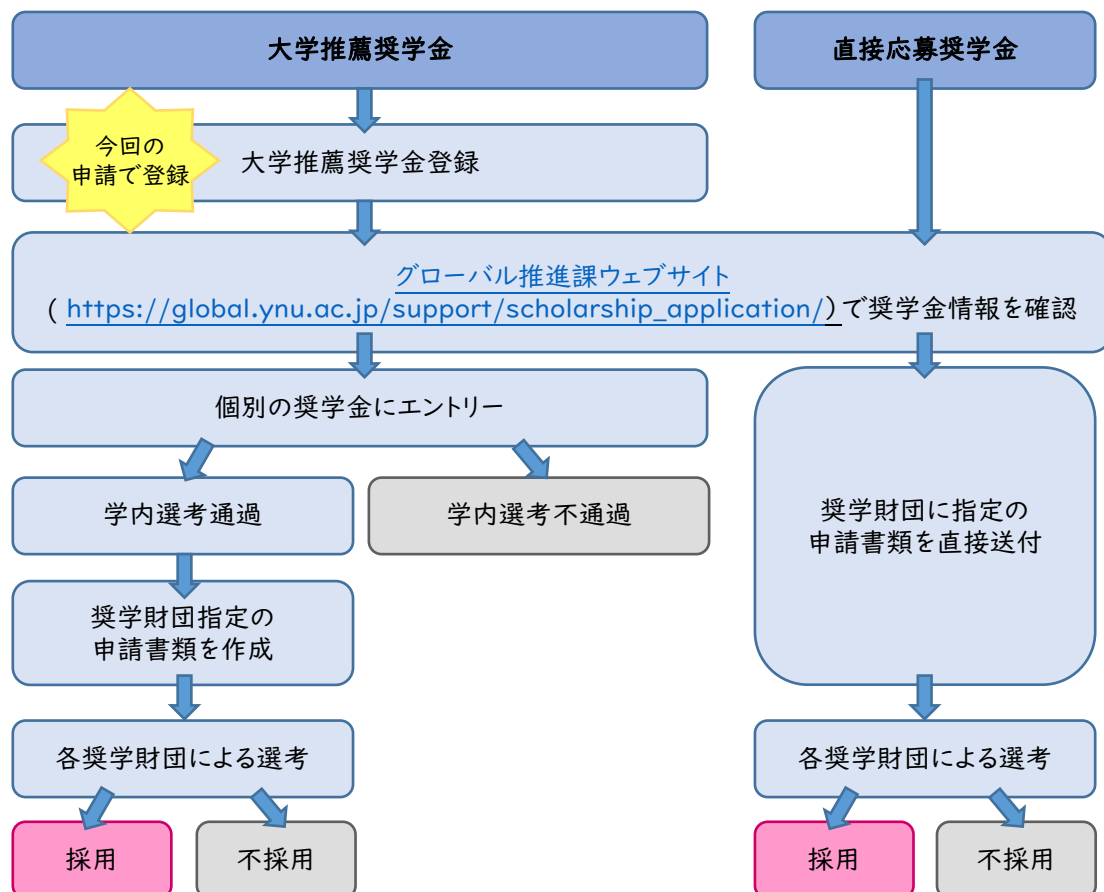 大学推薦奨学金
直接応募奨学金
今回の
申請で登録
大学推薦奨学金登録
グローバル推進課ウェブサイト
( https://global.ynu.ac.jp/support/scholarship_application/)で奨学金情報を確認
個別の奨学金にエントリー
学内選考通過
学内選考不通過
奨学財団に指定の
申請書類を直接送付
奨学財団指定の
申請書類を作成
各奨学財団による選考
各奨学財団による選考
採用
不採用
採用
不採用